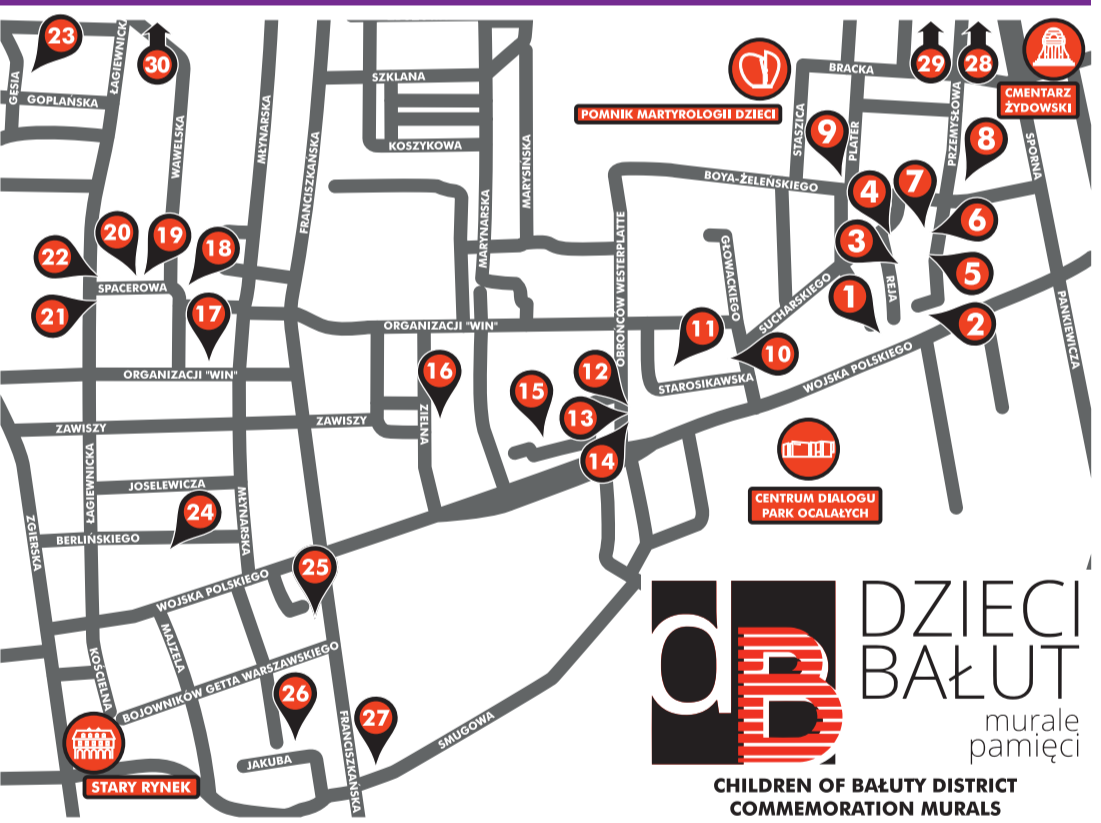 23
ŁAGIEWNICK
30
GĘSIA
GOPLAŃSKA
WAWELSKA
MŁYNARSKA
FRANCISZKAŃSKA
SZKLANA
KOSZYKOWA
MARYSIŃSKA
MARYNARSKA
POMNIK MARTYROLOGII DZIECI
BRACKA
29
28
CMENTARZ
ŻYDOWSKI
STASZICA
9
PLATER
PRZEMYSŁOWA
8
SPORNA
BOYA-ŻELEŃSKIEGO
4
7
6
3
5
REJA
1
2
22
20
19
18
SPACEROWA
21
17
ORGANIZACJI "WIN"
OBROŃCÓW WESTERPLATTE
GŁOWACKIEGO
SUCHARSKIEGO
11
10
STAROSIKAWSKA
WOJSKA POLSKIEGO
PANKIEWICZA
ORGANIZACJI "WIN"
16
15
12
13
14
ZIELNA
ZAWISZY
ZAWISZY
ŁAGIEWNICKA
JOSELEWICZA
24
MŁYNARSKA
BERLIŃSKIEGO
ZGIERSKA
CENTRUM DIALOGU
PARK OCALAŁYCH
25
WOJSKA POLSKIEGO
MAJZELA
KOŚCIELNA
BOJOWNIKÓW GETTA WARSZAWSKIEGO
26
27
FRANCISZKAŃSKA
SMUGOWA
JAKUBA
STARY RYNEK
dB
DZIECI
BAŁUT
murale
pamięci
CHILDREN OF BAŁUTY DISTRICT
COMMEMORATION MURALS